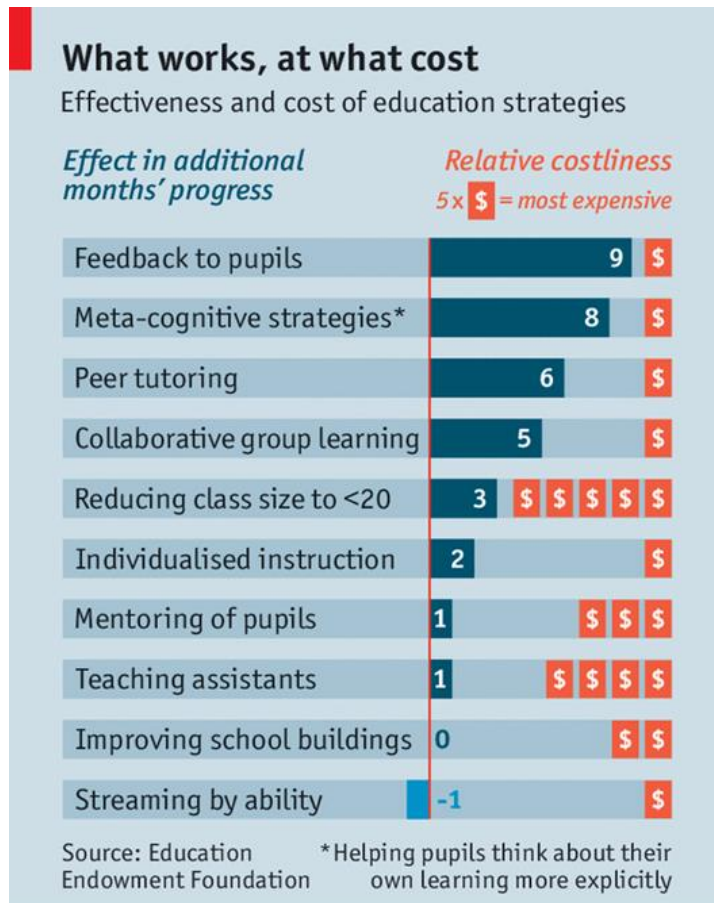 What works, at what cost
Effectiveness and cost of education strategies
Effect in additional
months' progress
Relative costliness
5 x $ = most expensive
Feedback to pupils 9 $
Meta-cognitive strategies* 8 $
Peer tutoring 6 $
Collaborative group learning 5 $
Reducing class size to <20 3 $ $ $ $ $
Individualised instruction 2 $
Mentoring of pupils 1 $ $ $
Teaching assistants 1 $ $ $ $
Improving school buildings 0 $ $
Streaming by ability -1 $
Source: Education
Endowment Foundation
*Helping pupils think about their
own learning more explicitly